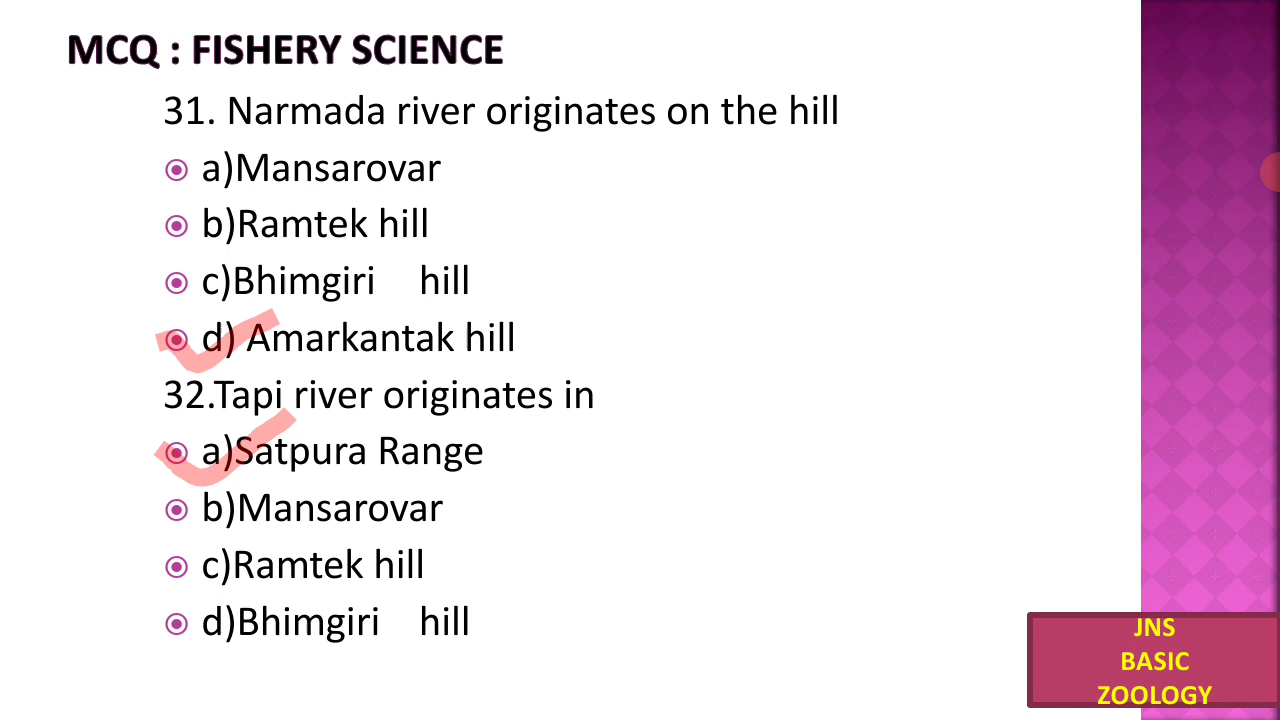 MCQ : FISHERY SCIENCE
31. Narmada river originates on the hill
a)Mansarovar
b)Ramtek hill
c)Bhimgiri hill
d) Amarkantak hill
32.Tapi river originates in
a)Satpura Range
b)Mansarovar
c)Ramtek hill
d)Bhimgiri hill
JNS
BASIC
ZOOLOGY